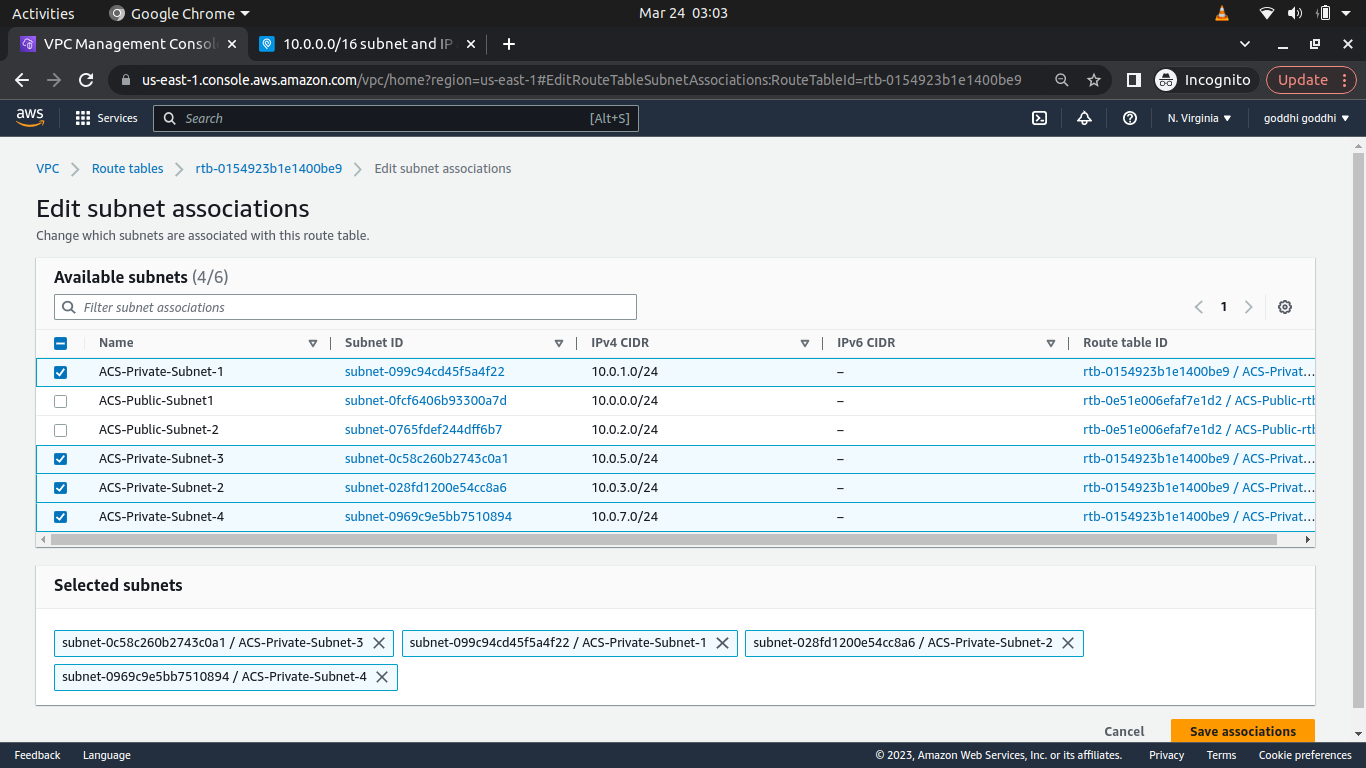 Activities Google Chrome Mar 24 03:03
VPC Management Consol 10.0.0.0/16 subnet and IP
us-east-1.console.aws.amazon.com/vpc/home?region=us-east-1#EditRouteTableSubnetAssociations:RouteTableId=rtb-0154923b1e1400be9 Incognito Update
aws Services Search [Alt+S] N. Virginia goddhi goddhi
VPC Route tables rtb-0154923b1e1400be9 Edit subnet associations
Edit subnet associations
Change which subnets are associated with this route table.
Available subnets (4/6)
Filter subnet associations 1
Name Subnet ID IPv4 CIDR IPv6 CIDR Route table ID
ACS-Private-Subnet-1 subnet-099c94cd45f5a4f22 10.0.1.0/24 – rtb-0154923b1e1400be9 / ACS-Privat...
ACS-Public-Subnet1 subnet-0fcf6406b93300a7d 10.0.0.0/24 – rtb-0e51e006efaf7e1d2 / ACS-Public-rtb
ACS-Public-Subnet-2 subnet-0765fdef244dff6b7 10.0.2.0/24 – rtb-0e51e006efaf7e1d2 / ACS-Public-rtb
ACS-Private-Subnet-3 subnet-0c58c260b2743c0a1 10.0.5.0/24 – rtb-0154923b1e1400be9 / ACS-Privat...
ACS-Private-Subnet-2 subnet-028fd1200e54cc8a6 10.0.3.0/24 – rtb-0154923b1e1400be9 / ACS-Privat...
ACS-Private-Subnet-4 subnet-0969c9e5bb7510894 10.0.7.0/24 – rtb-0154923b1e1400be9 / ACS-Privat...
Selected subnets
subnet-0c58c260b2743c0a1 / ACS-Private-Subnet-3 subnet-099c94cd45f5a4f22 / ACS-Private-Subnet-1 subnet-028fd1200e54cc8a6 / ACS-Private-Subnet-2
subnet-0969c9e5bb7510894 / ACS-Private-Subnet-4
Cancel Save associations
Feedback Language © 2023, Amazon Web Services, Inc. or its affiliates. Privacy Terms Cookie preferences